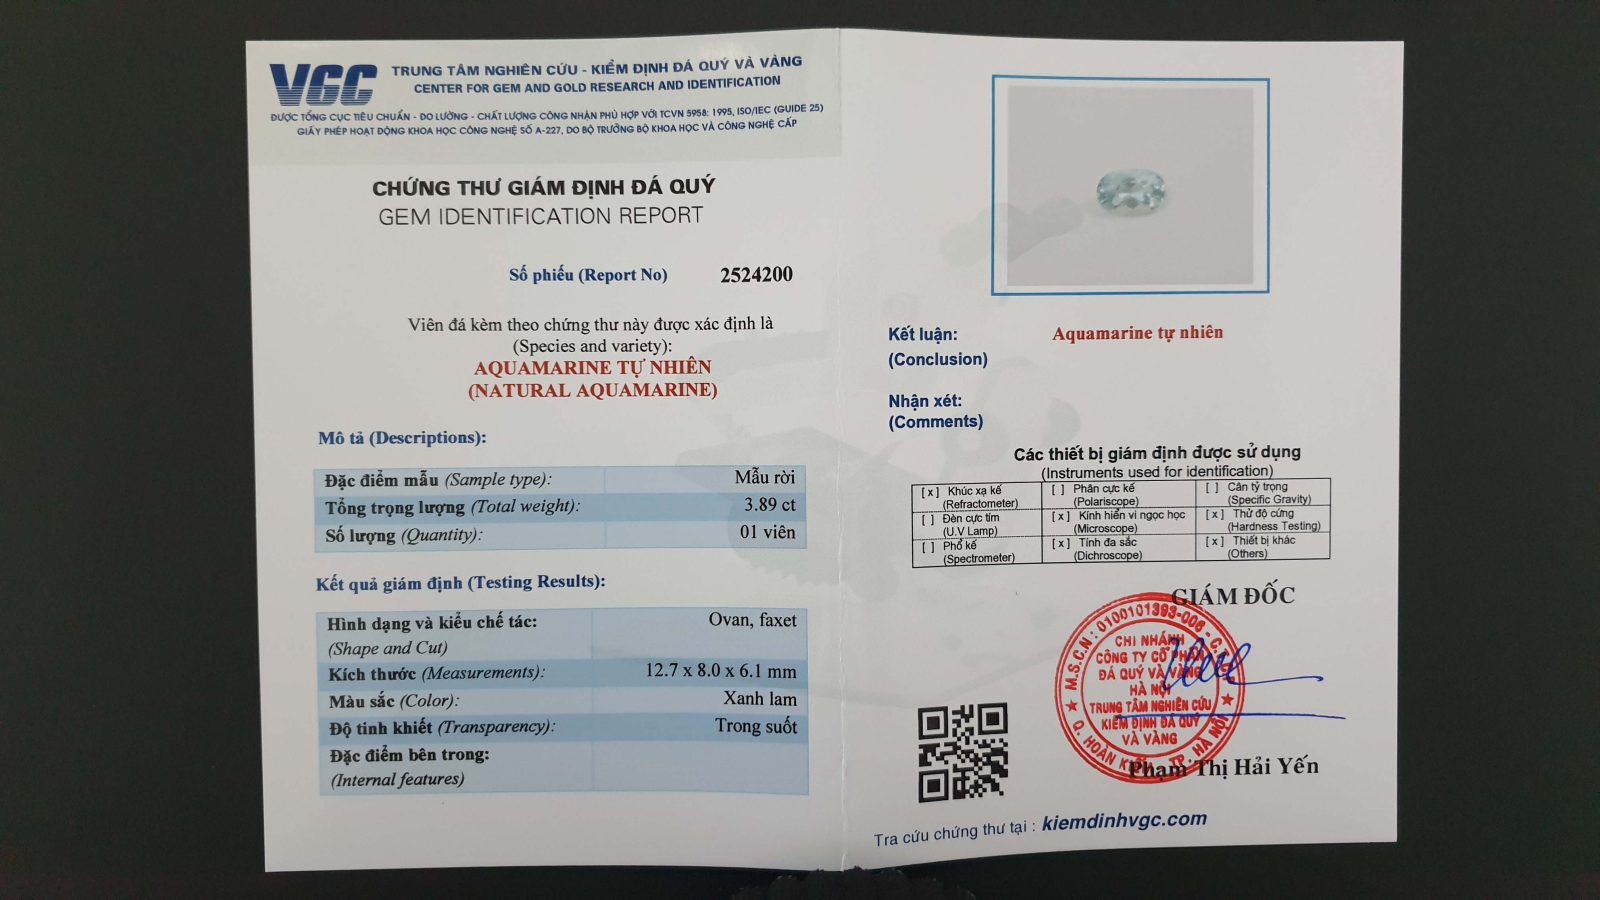 VGC
TRUNG TÂM NGHIÊN CỨU - KIỂM ĐỊNH ĐÁ QUÝ VÀ VÀNG
CENTER FOR GEM AND GOLD RESEARCH AND IDENTIFICATION
ĐƯỢC TỔNG CỤC TIÊU CHUẨN - ĐO LƯỜNG - CHẤT LƯỢNG CÔNG NHẬN PHÙ HỢP VỚI TCVN 5958: 1995, ISO/IEC (GUIDE 25)
GIẤY PHÉP HOẠT ĐỘNG KHOA HỌC CÔNG NGHỆ SỐ A-227, DO BỘ TRƯỞNG BỘ KHOA HỌC VÀ CÔNG NGHỆ CẤP
CHỨNG THƯ GIÁM ĐỊNH ĐÁ QUÝ
GEM IDENTIFICATION REPORT
Số phiếu (Report No) 2524200
Viên đá kèm theo chứng thư này được xác định là
(Species and variety):
AQUAMARINE TỰ NHIÊN
(NATURAL AQUAMARINE)
Mô tả (Descriptions):
Đặc điểm mẫu (Sample type): Mẫu rời
Tổng trọng lượng (Total weight): 3.89 ct
Số lượng (Quantity): 01 viên
Kết quả giám định (Testing Results):
Hình dạng và kiểu chế tác: Ovan, faxet
(Shape and Cut)
Kích thước (Measurements): 12.7 x 8.0 x 6.1 mm
Màu sắc (Color): Xanh lam
Độ tinh khiết (Transparency): Trong suốt
Đặc điểm bên trong:
(Internal features)
Kết luận: Aquamarine tự nhiên
(Conclusion)
Nhận xét:
(Comments)
Các thiết bị giám định được sử dụng
(Instruments used for identification)
[x] Khúc xạ kế [ ] Phân cực kế [ ] Cân tỷ trọng
(Refractometer) (Polariscope) (Specific Gravity)
[ ] Đèn cực tím [x] Kính hiển vi ngọc học [x] Thử độ cứng
(U.V Lamp) (Microscope) (Hardness Testing)
[ ] Phổ kế [x] Tính đa sắc [x] Thiết bị khác
(Spectrometer) (Dichroscope) (Others)
GIÁM ĐỐC
M.S.C.N: 0100101393-006 - C.T.C.P
CHI NHÁNH
CÔNG TY CỔ PHẦN
ĐÁ QUÝ VÀ VÀNG
HÀ NỘI
TRUNG TÂM NGHIÊN CỨU
KIỂM ĐỊNH ĐÁ QUÝ
VÀ VÀNG
Q. HOÀN KIẾM - TP. HÀ NỘI
Phạm Thị Hải Yến
Tra cứu chứng thư tại : kiemdinhvgc.com